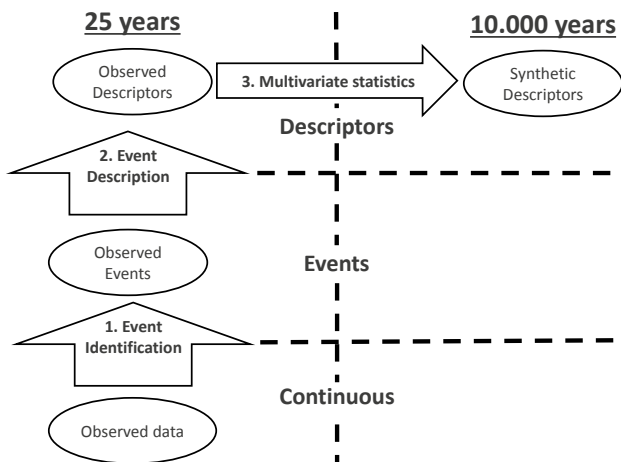 25 years
10.000 years
Observed
Descriptors
3. Multivariate statistics
Synthetic
Descriptors
Descriptors
2. Event
Description
Observed
Events
Events
1. Event
Identification
Continuous
Observed data